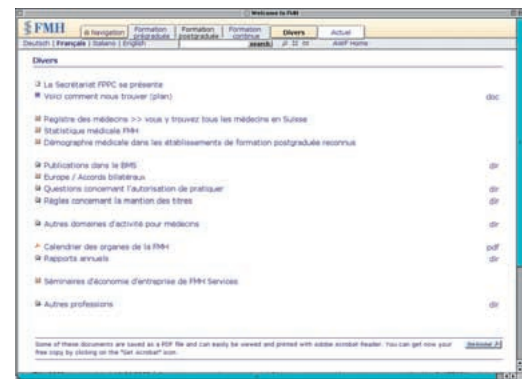 Welcome to FMH
FMH
Navigation
Formation prégraduée
Formation postgraduée
Formation continue
Divers
Actuel
Deutsch | Français | Italiano | English
search
AWF Home
Divers
Le Secrétariat FPPC se présente
Voici comment nous trouver (plan) doc
Registre des médecins >> vous y trouvez tous les médecins en Suisse
Statistique médicale FMH
Démographie médicale dans les établissements de formation postgraduée reconnus
Publications dans le BMS dir
Europe / Accords bilatéraux
Questions concernant l'autorisation de pratiquer dir
Règles concernant la mention des titres dir
Autres domaines d'activité pour médecins dir
Calendrier des organes de la FMH pdf
Rapports annuels dir
Séminaires d'économie d'entreprise de FMH Services
Autres professions dir
Some of these documents are saved as a PDF file and can easily be viewed and printed with Adobe Acrobat Reader. You can get now your
free copy by clicking on the "Get Acrobat" icon.